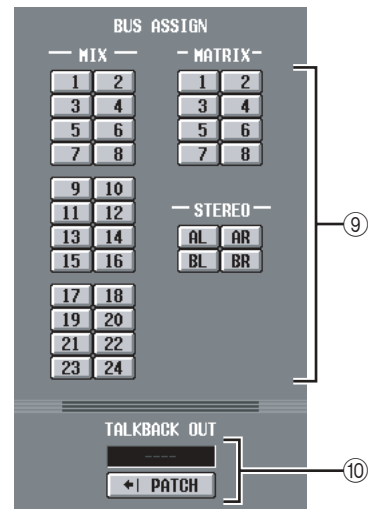 BUS ASSIGN
MIX
MATRIX
1 2 1 2
3 4 3 4
5 6 5 6
7 8 7 8
9 10
11 12
13 14
15 16
STEREO
AL AR
BL BR
⑨
17 18
19 20
21 22
23 24
TALKBACK OUT
----
PATCH
⑩